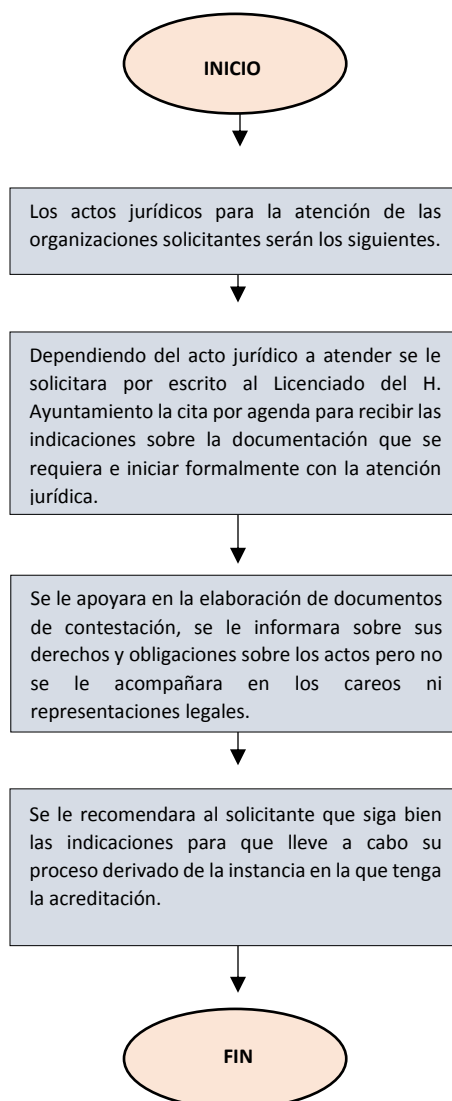 INICIO
Los actos jurídicos para la atención de las
organizaciones solicitantes serán los siguientes.
Dependiendo del acto jurídico a atender se le
solicitara por escrito al Licenciado del H.
Ayuntamiento la cita por agenda para recibir las
indicaciones sobre la documentación que se
requiera e iniciar formalmente con la atención
jurídica.
Se le apoyara en la elaboración de documentos
de contestación, se le informara sobre sus
derechos y obligaciones sobre los actos pero no
se le acompañara en los careos ni
representaciones legales.
Se le recomendara al solicitante que siga bien
las indicaciones para que lleve a cabo su
proceso derivado de la instancia en la que tenga
la acreditación.
FIN